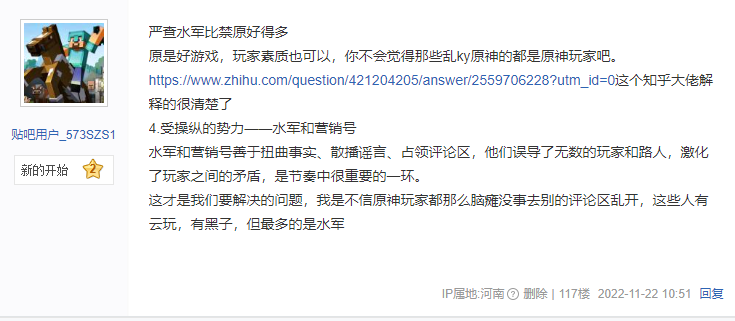 严查水军比禁原好得多
原是好游戏，玩家素质也可以，你不会觉得那些乱ky原神的都是原神玩家吧。
https://www.zhihu.com/question/421204205/answer/2559706228?utm_id=0这个知乎大佬解
释的很清楚了
4.受操纵的势力——水军和营销号
水军和营销号善于扭曲事实、散播谣言、占领评论区，他们误导了无数的玩家和路人，激化
了玩家之间的矛盾，是节奏中很重要的一环。
这才是我们要解决的问题，我是不信原神玩家都那么脑瘫没事去别的评论区乱开，这些人有
云玩，有黑子，但最多的是水军
贴吧用户_573SZS1
新的开始 2
IP属地:河南 ? 删除 | 117楼 2022-11-22 10:51 回复